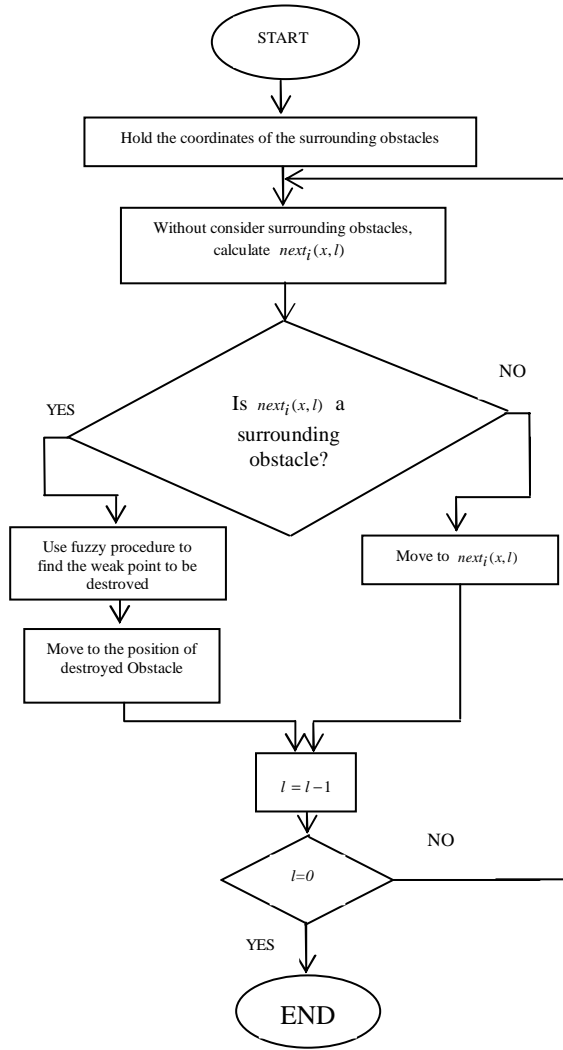 START
Hold the coordinates of the surrounding obstacles
Without consider surrounding obstacles,
calculate next_i(x, l)
NO
YES
Is next_i(x, l) a
surrounding
obstacle?
Use fuzzy procedure to
find the weak point to be
destroved
Move to next_i(x, l)
Move to the position of
destroyed Obstacle
l = l − 1
NO
l=0
YES
END